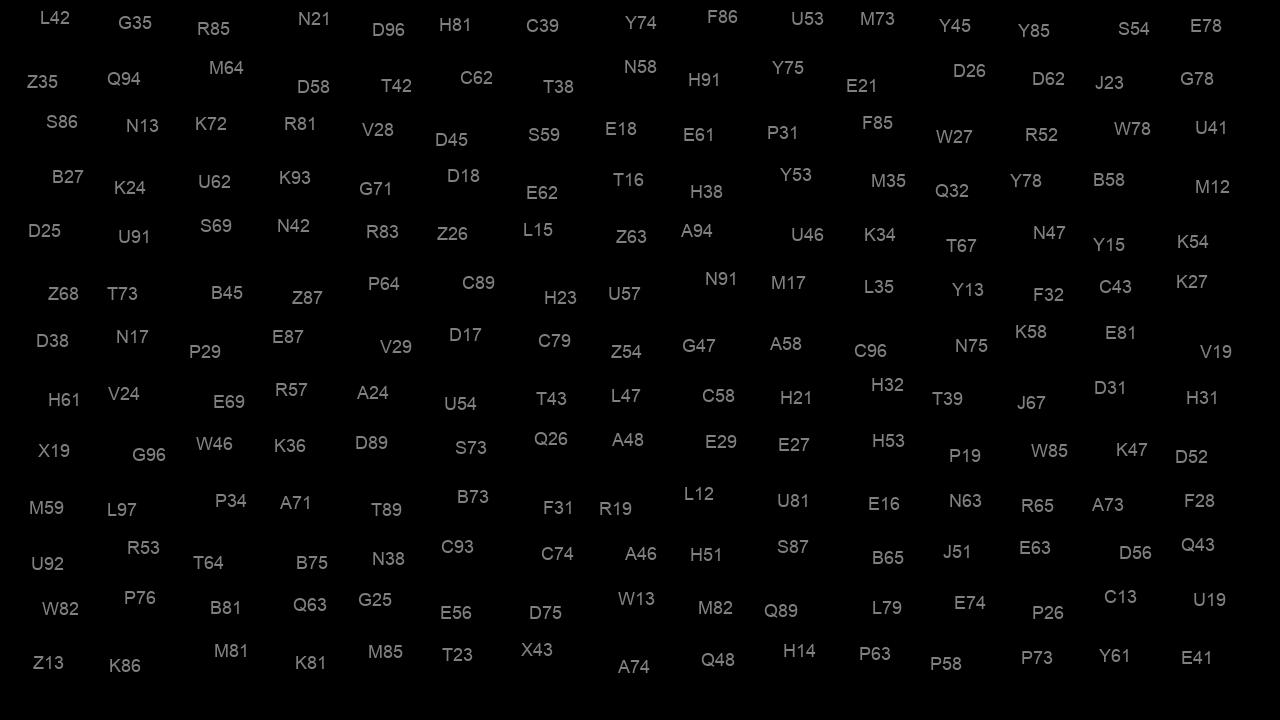 L42 G35 R85 N21 D96 H81 C39 Y74 F86 U53 M73 Y45 Y85 S54 E78
Z35 Q94 M64 D58 T42 C62 T38 N58 H91 Y75 E21 D26 D62 J23 G78
S86 N13 K72 R81 V28 D45 S59 E18 E61 P31 F85 W27 R52 W78 U41
B27 K24 U62 K93 G71 D18 E62 T16 H38 Y53 M35 Q32 Y78 B58 M12
D25 U91 S69 N42 R83 Z26 L15 Z63 A94 U46 K34 T67 N47 Y15 K54
Z68 T73 B45 Z87 P64 C89 H23 U57 N91 M17 L35 Y13 F32 C43 K27
D38 N17 P29 E87 V29 D17 C79 Z54 G47 A58 C96 N75 K58 E81 V19
H61 V24 E69 R57 A24 U54 T43 L47 C58 H21 H32 T39 J67 D31 H31
X19 G96 W46 K36 D89 S73 Q26 A48 E29 E27 H53 P19 W85 K47 D52
M59 L97 P34 A71 T89 B73 F31 R19 L12 U81 E16 N63 R65 A73 F28
U92 R53 T64 B75 N38 C93 C74 A46 H51 S87 B65 J51 E63 D56 Q43
W82 P76 B81 Q63 G25 E56 D75 W13 M82 Q89 L79 E74 P26 C13 U19
Z13 K86 M81 K81 M85 T23 X43 A74 Q48 H14 P63 P58 P73 Y61 E41